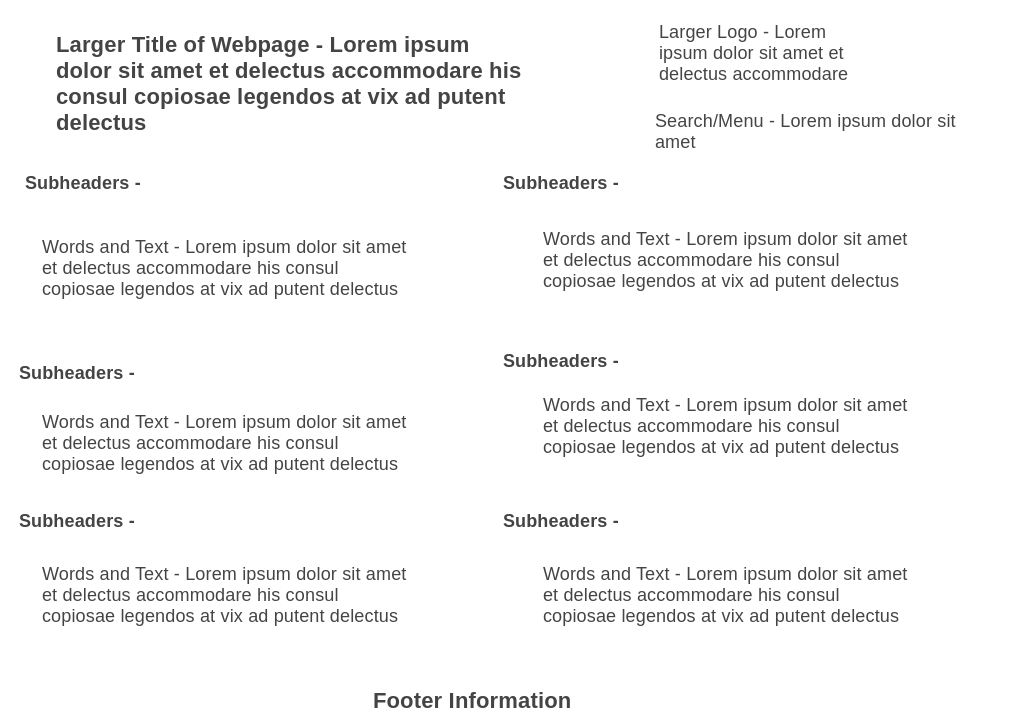 Larger Title of Webpage - Lorem ipsum
dolor sit amet et delectus accommodare his
consul copiosae legendos at vix ad putent
delectus
Larger Logo - Lorem
ipsum dolor sit amet et
delectus accommodare
Search/Menu - Lorem ipsum dolor sit
amet
Subheaders -
Words and Text - Lorem ipsum dolor sit amet
et delectus accommodare his consul
copiosae legendos at vix ad putent delectus
Subheaders -
Words and Text - Lorem ipsum dolor sit amet
et delectus accommodare his consul
copiosae legendos at vix ad putent delectus
Subheaders -
Words and Text - Lorem ipsum dolor sit amet
et delectus accommodare his consul
copiosae legendos at vix ad putent delectus
Subheaders -
Words and Text - Lorem ipsum dolor sit amet
et delectus accommodare his consul
copiosae legendos at vix ad putent delectus
Subheaders -
Words and Text - Lorem ipsum dolor sit amet
et delectus accommodare his consul
copiosae legendos at vix ad putent delectus
Subheaders -
Words and Text - Lorem ipsum dolor sit amet
et delectus accommodare his consul
copiosae legendos at vix ad putent delectus
Footer Information